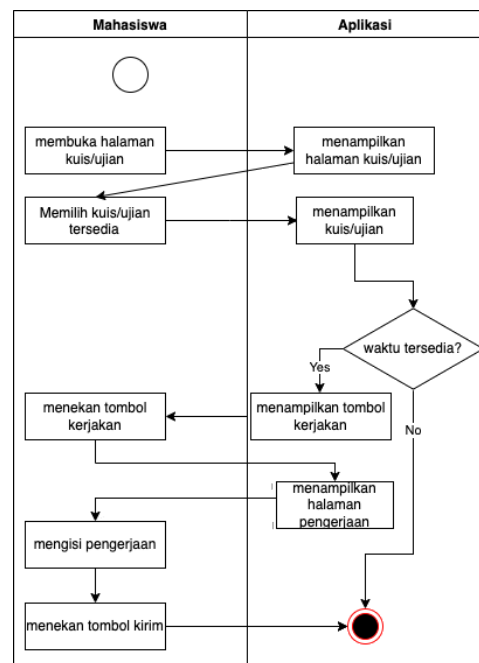 Mahasiswa
Aplikasi
membuka halaman
kuis/ujian
menampilkan
halaman kuis/ujian
Memilih kuis/ujian
tersedia
menampilkan
kuis/ujian
waktu tersedia?
Yes
No
menampilkan tombol
kerjakan
menekan tombol
kerjakan
menampilkan
halaman
pengerjaan
mengisi pengerjaan
menekan tombol kirim